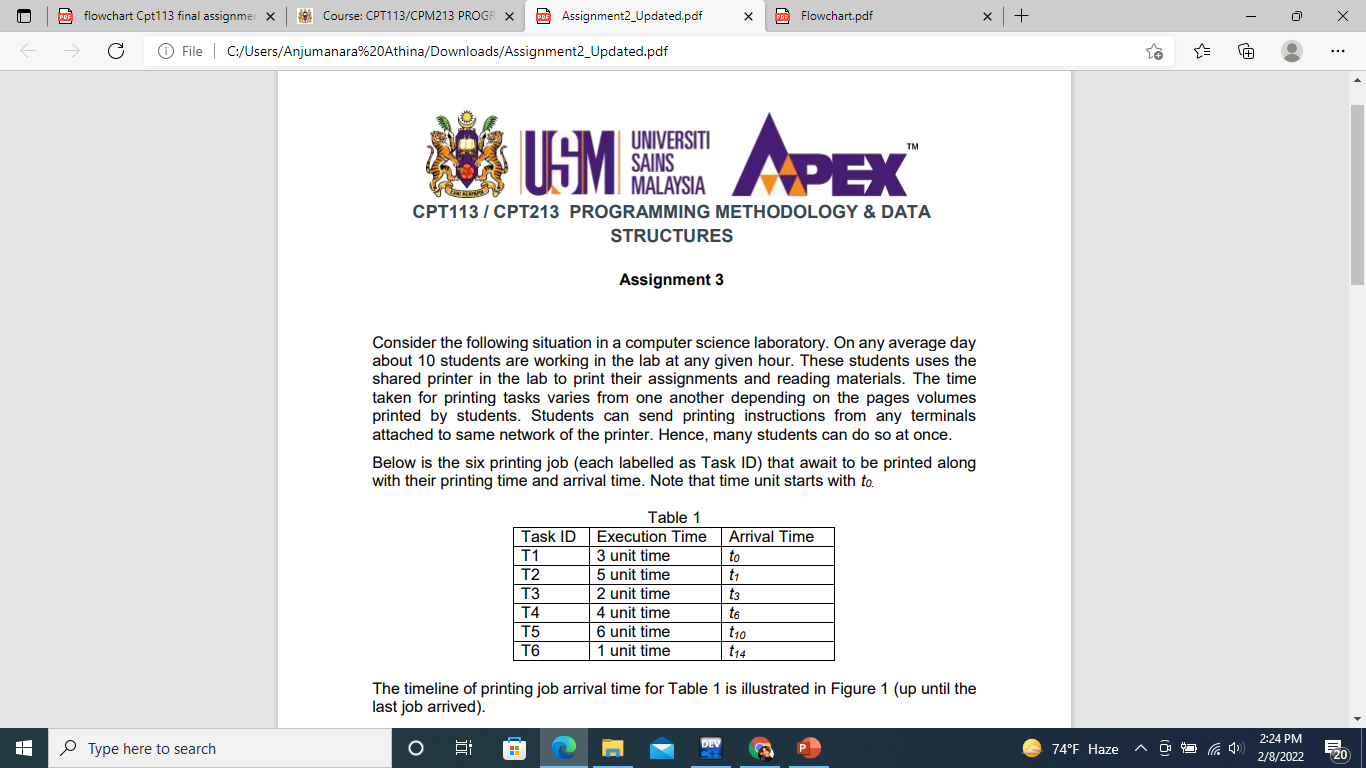 flowchart Cpt113 final assignmer
Course: CPT113/CPM213 PROGR
Assignment2_Updated.pdf
Flowchart.pdf
File
C:/Users/Anjumanara%20Athina/Downloads/Assignment2_Updated.pdf
USM UNIVERSITI
SAINS
MALAYSIA
APEX™
CPT113 / CPT213 PROGRAMMING METHODOLOGY & DATA
STRUCTURES
Assignment 3
Consider the following situation in a computer science laboratory. On any average day
about 10 students are working in the lab at any given hour. These students uses the
shared printer in the lab to print their assignments and reading materials. The time
taken for printing tasks varies from one another depending on the pages volumes
printed by students. Students can send printing instructions from any terminals
attached to same network of the printer. Hence, many students can do so at once.
Below is the six printing job (each labelled as Task ID) that await to be printed along
with their printing time and arrival time. Note that time unit starts with t0.
Table 1
Task ID Execution Time Arrival Time
T1 3 unit time t0
T2 5 unit time t1
T3 2 unit time t3
T4 4 unit time t6
T5 6 unit time t10
T6 1 unit time t14
The timeline of printing job arrival time for Table 1 is illustrated in Figure 1 (up until the
last job arrived).
Type here to search
DEV
74°F Haze
2:24 PM
2/8/2022
20